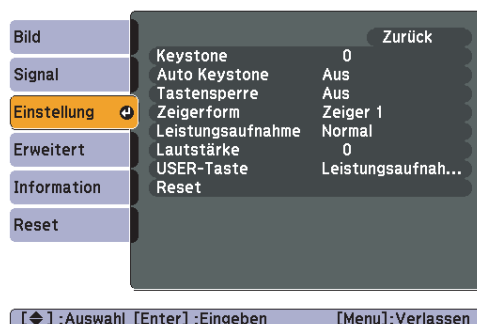 Bild
Signal
Einstellung
Erweitert
Information
Reset
Zurück
Keystone 0
Auto Keystone Aus
Tastensperre Aus
Zeigerform Zeiger 1
Leistungsaufnahme Normal
Lautstärke 0
USER-Taste Leistungsaufnah...
Reset
[ ] :Auswahl [Enter] :Eingeben [Menu]:Verlassen